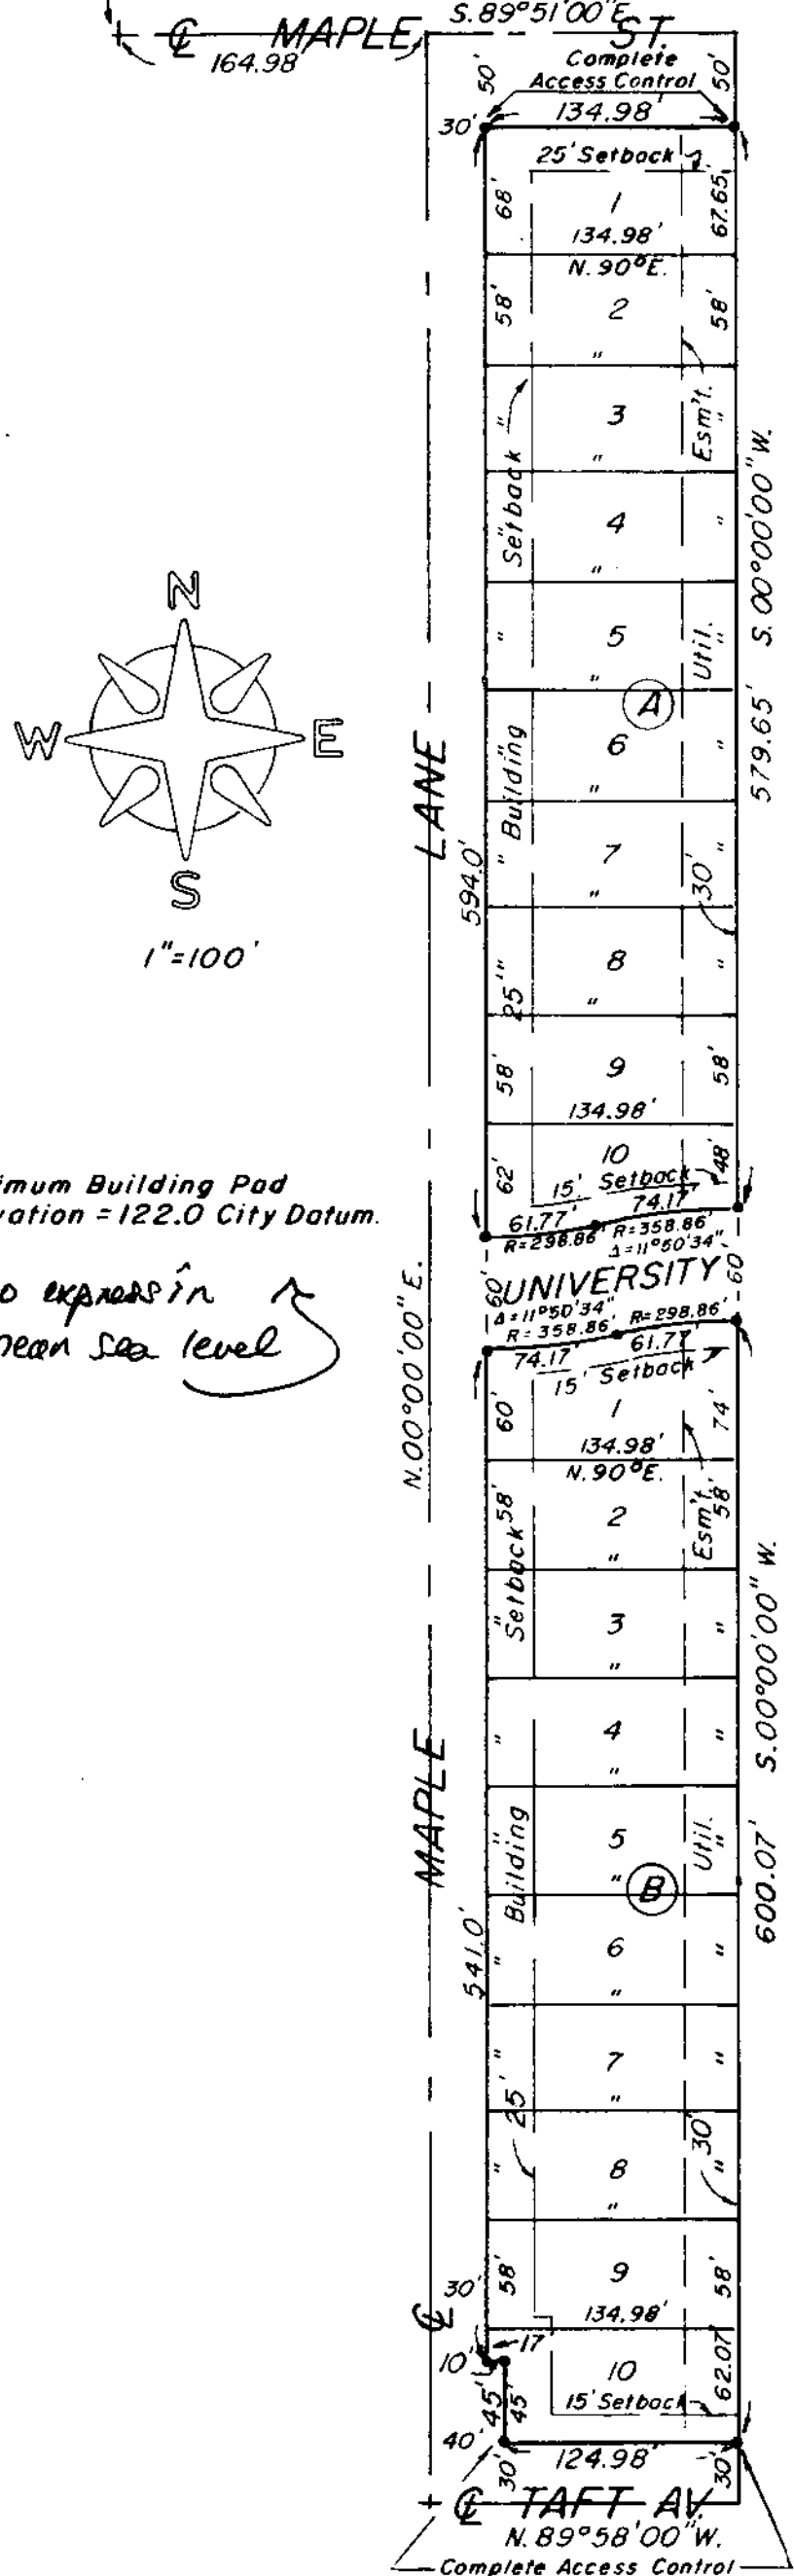 S.89°51'00"E
℄ MAPLE ST.
164.98'
50'
50'
Complete
Access Control
134.98'
30'
25' Setback
68'
1
67.65'
134.98'
N. 90°E.
58'
2
58'
"
"
3
Esm't.
"
"
Setback
"
4
"
"
S.00°00'00"W.
"
5
Util.
"
"
A
N
W
E
S
1"=100'
LANE
Building
"
6
"
"
579.65'
594.0'
"
7
"
"
30'
25'
"
8
"
"
58'
9
58'
134.98'
62'
10
48'
15' Setback
61.77'
74.17'
R=298.86'
R=358.86'
Δ=11°50'34"
imum Building Pad
vation = 122.0 City Datum.
o express in
mean sea level
60'
UNIVERSITY
60'
Δ=11°50'34"
R=358.86'
R=298.86'
74.17'
61.77'
15' Setback
N.00°00'00"E.
60'
1
74'
134.98'
N.90°E.
58'
2
Esm't.
58'
"
Setback
"
3
"
"
S.00°00'00"W.
MAPLE
"
4
"
"
Building
"
5
Util.
"
"
B
600.07'
541.0'
"
6
"
"
"
7
"
"
25'
"
8
30'
"
"
30'
58'
9
58'
134.98'
℄
17
10'
10
62.07'
45'
45'
15' Setback
40'
124.98'
30'
30'
℄ TAFT AV.
N.89°58'00"W.
Complete Access Control